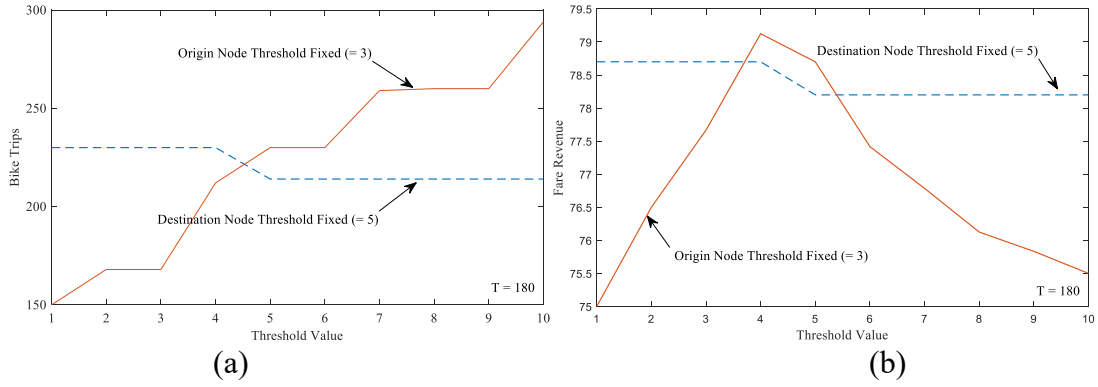 300
250
200
150
Bike Trips
Origin Node Threshold Fixed (= 3)
Destination Node Threshold Fixed (= 5)
T = 180
1 2 3 4 5 6 7 8 9 10
Threshold Value
(a)
79.5
79
78.5
78
77.5
77
76.5
76
75.5
75
Fare Revenue
Destination Node Threshold Fixed (= 5)
Origin Node Threshold Fixed (= 3)
T = 180
1 2 3 4 5 6 7 8 9 10
Threshold Value
(b)